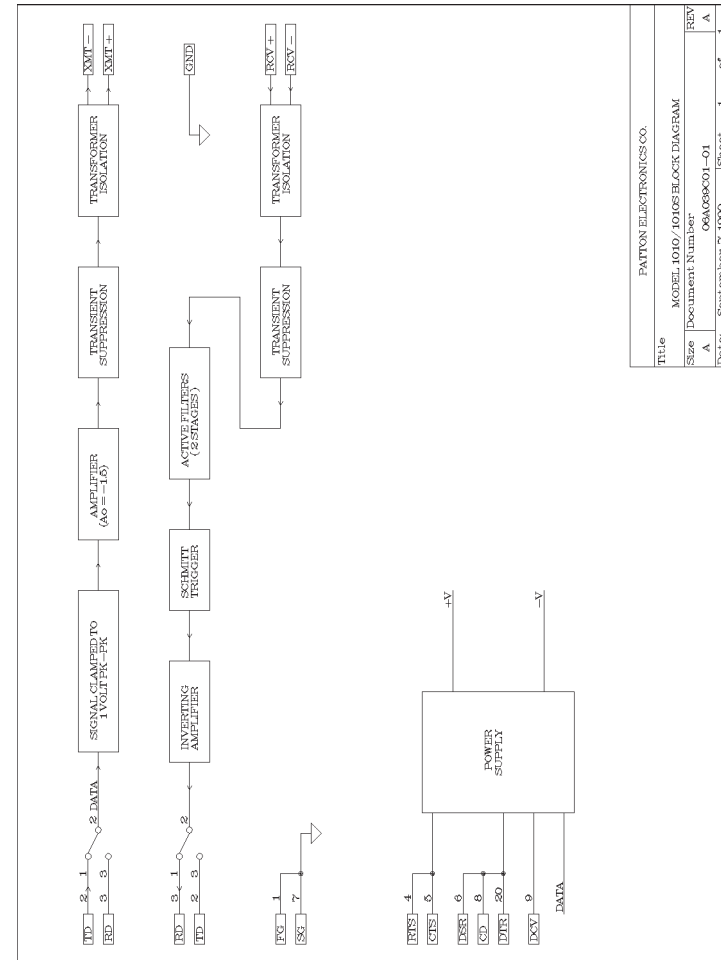 TD
2
1
2 DATA
SIGNAL CLAMPED TO
1 VOLT PK-PK
AMPLIFIER
(Ao = -1.5)
TRANSIENT
SUPPRESSION
TRANSFORMER
ISOLATION
XMT -
XMT +
RD
3
3
RD
3
1
2
INVERTING
AMPLIFIER
SCHMITT
TRIGGER
ACTIVE FILTERS
( 2 STAGES )
GND
TD
2
3
TRANSIENT
SUPPRESSION
TRANSFORMER
ISOLATION
RCV +
RCV -
FG
1
SG
7
RTS
4
CTS
5
DSR
6
CD
8
DTR
20
DCV
9
DATA
POWER
SUPPLY
+V
-V
PATTON ELECTRONICS CO.
Title
MODEL 1010/1010S BLOCK DIAGRAM
Size
Document Number
REV
A
06A039C01-01
A